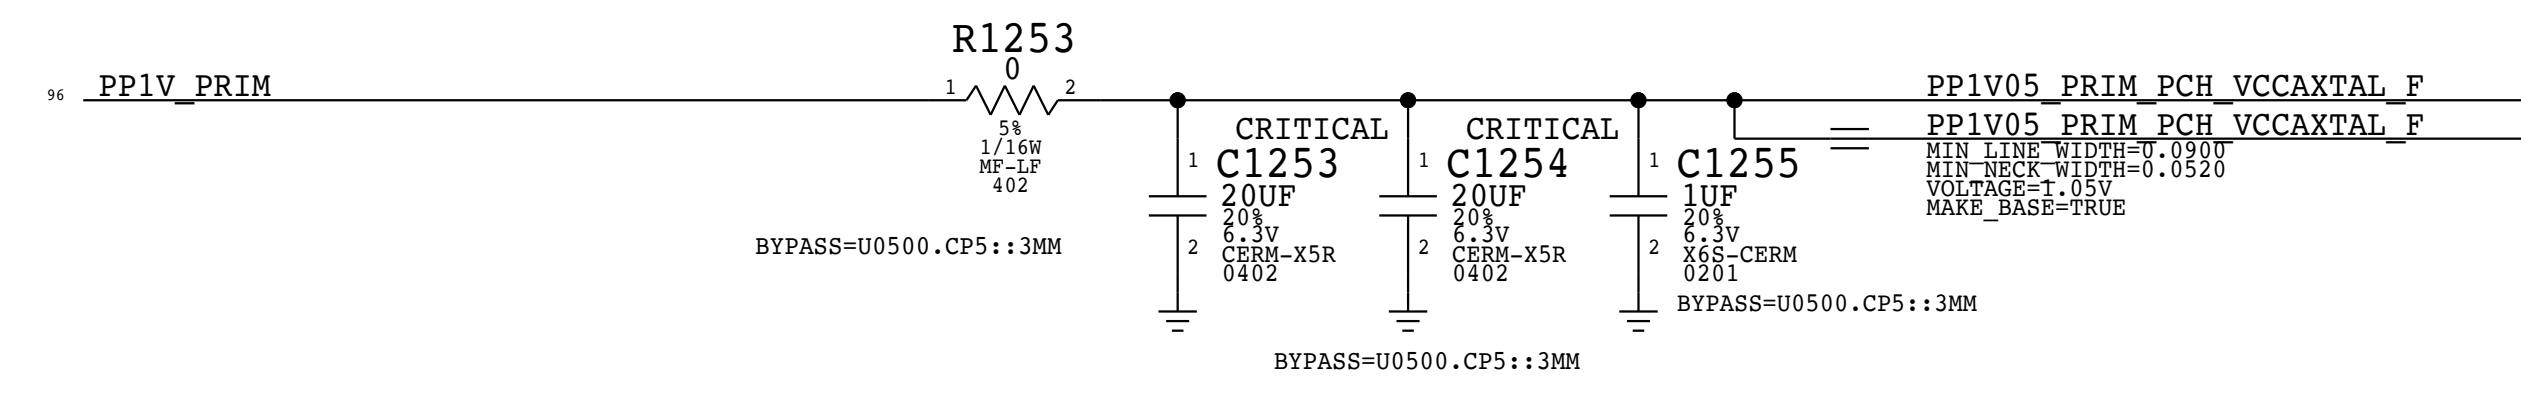 R1253
0
96 PP1V_PRIM
1 2
5%
1/16W
MF-LF
402
BYPASS=U0500.CP5::3MM
CRITICAL
1 C1253
20UF
20%
6.3V
2 CERM-X5R
0402
CRITICAL
1 C1254
20UF
20%
6.3V
2 CERM-X5R
0402
BYPASS=U0500.CP5::3MM
1 C1255
1UF
20%
6.3V
2 X6S-CERM
0201
BYPASS=U0500.CP5::3MM
PP1V05_PRIM_PCH_VCCAXTAL_F
PP1V05_PRIM_PCH_VCCAXTAL_F
MIN_LINE_WIDTH=0.0900
MIN_NECK_WIDTH=0.0520
VOLTAGE=1.05V
MAKE_BASE=TRUE